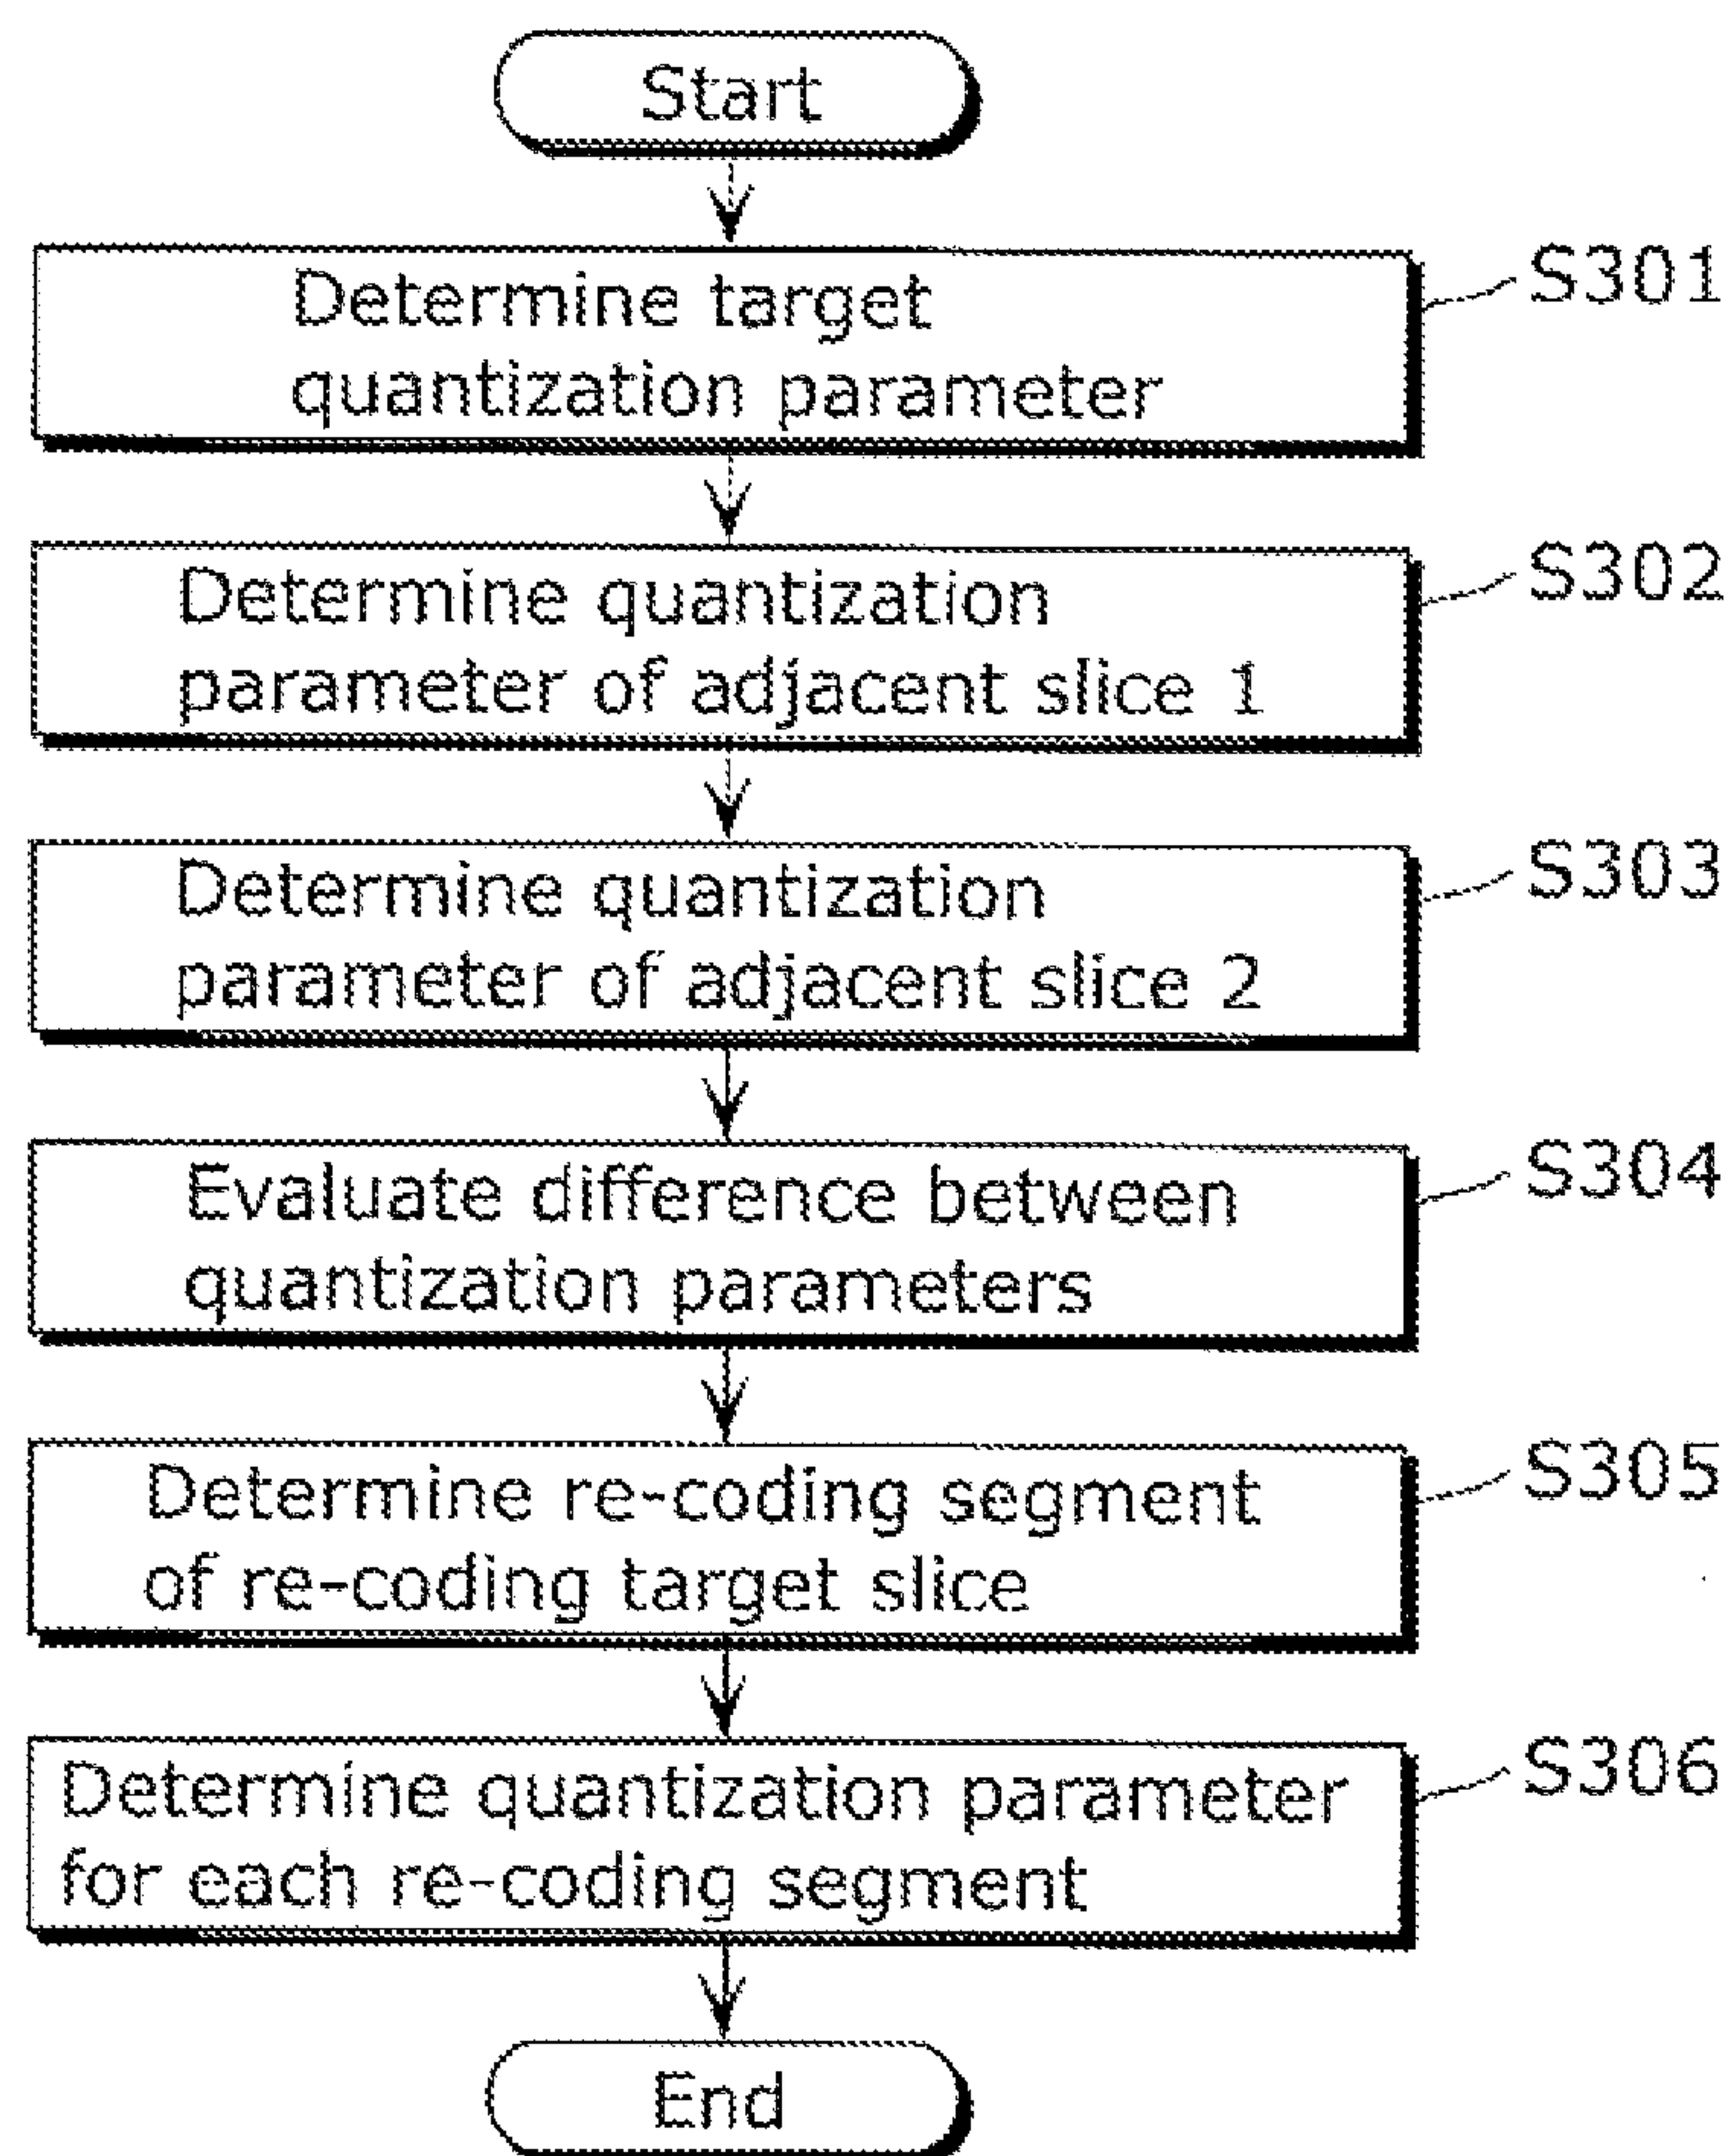 Start
Determine target
quantization parameter
S301
Determine quantization
parameter of adjacent slice 1
S302
Determine quantization
parameter of adjacent slice 2
S303
Evaluate difference between
quantization parameters
S304
Determine re-coding segment
of re-coding target slice
S305
Determine quantization parameter
for each re-coding segment
S306
End